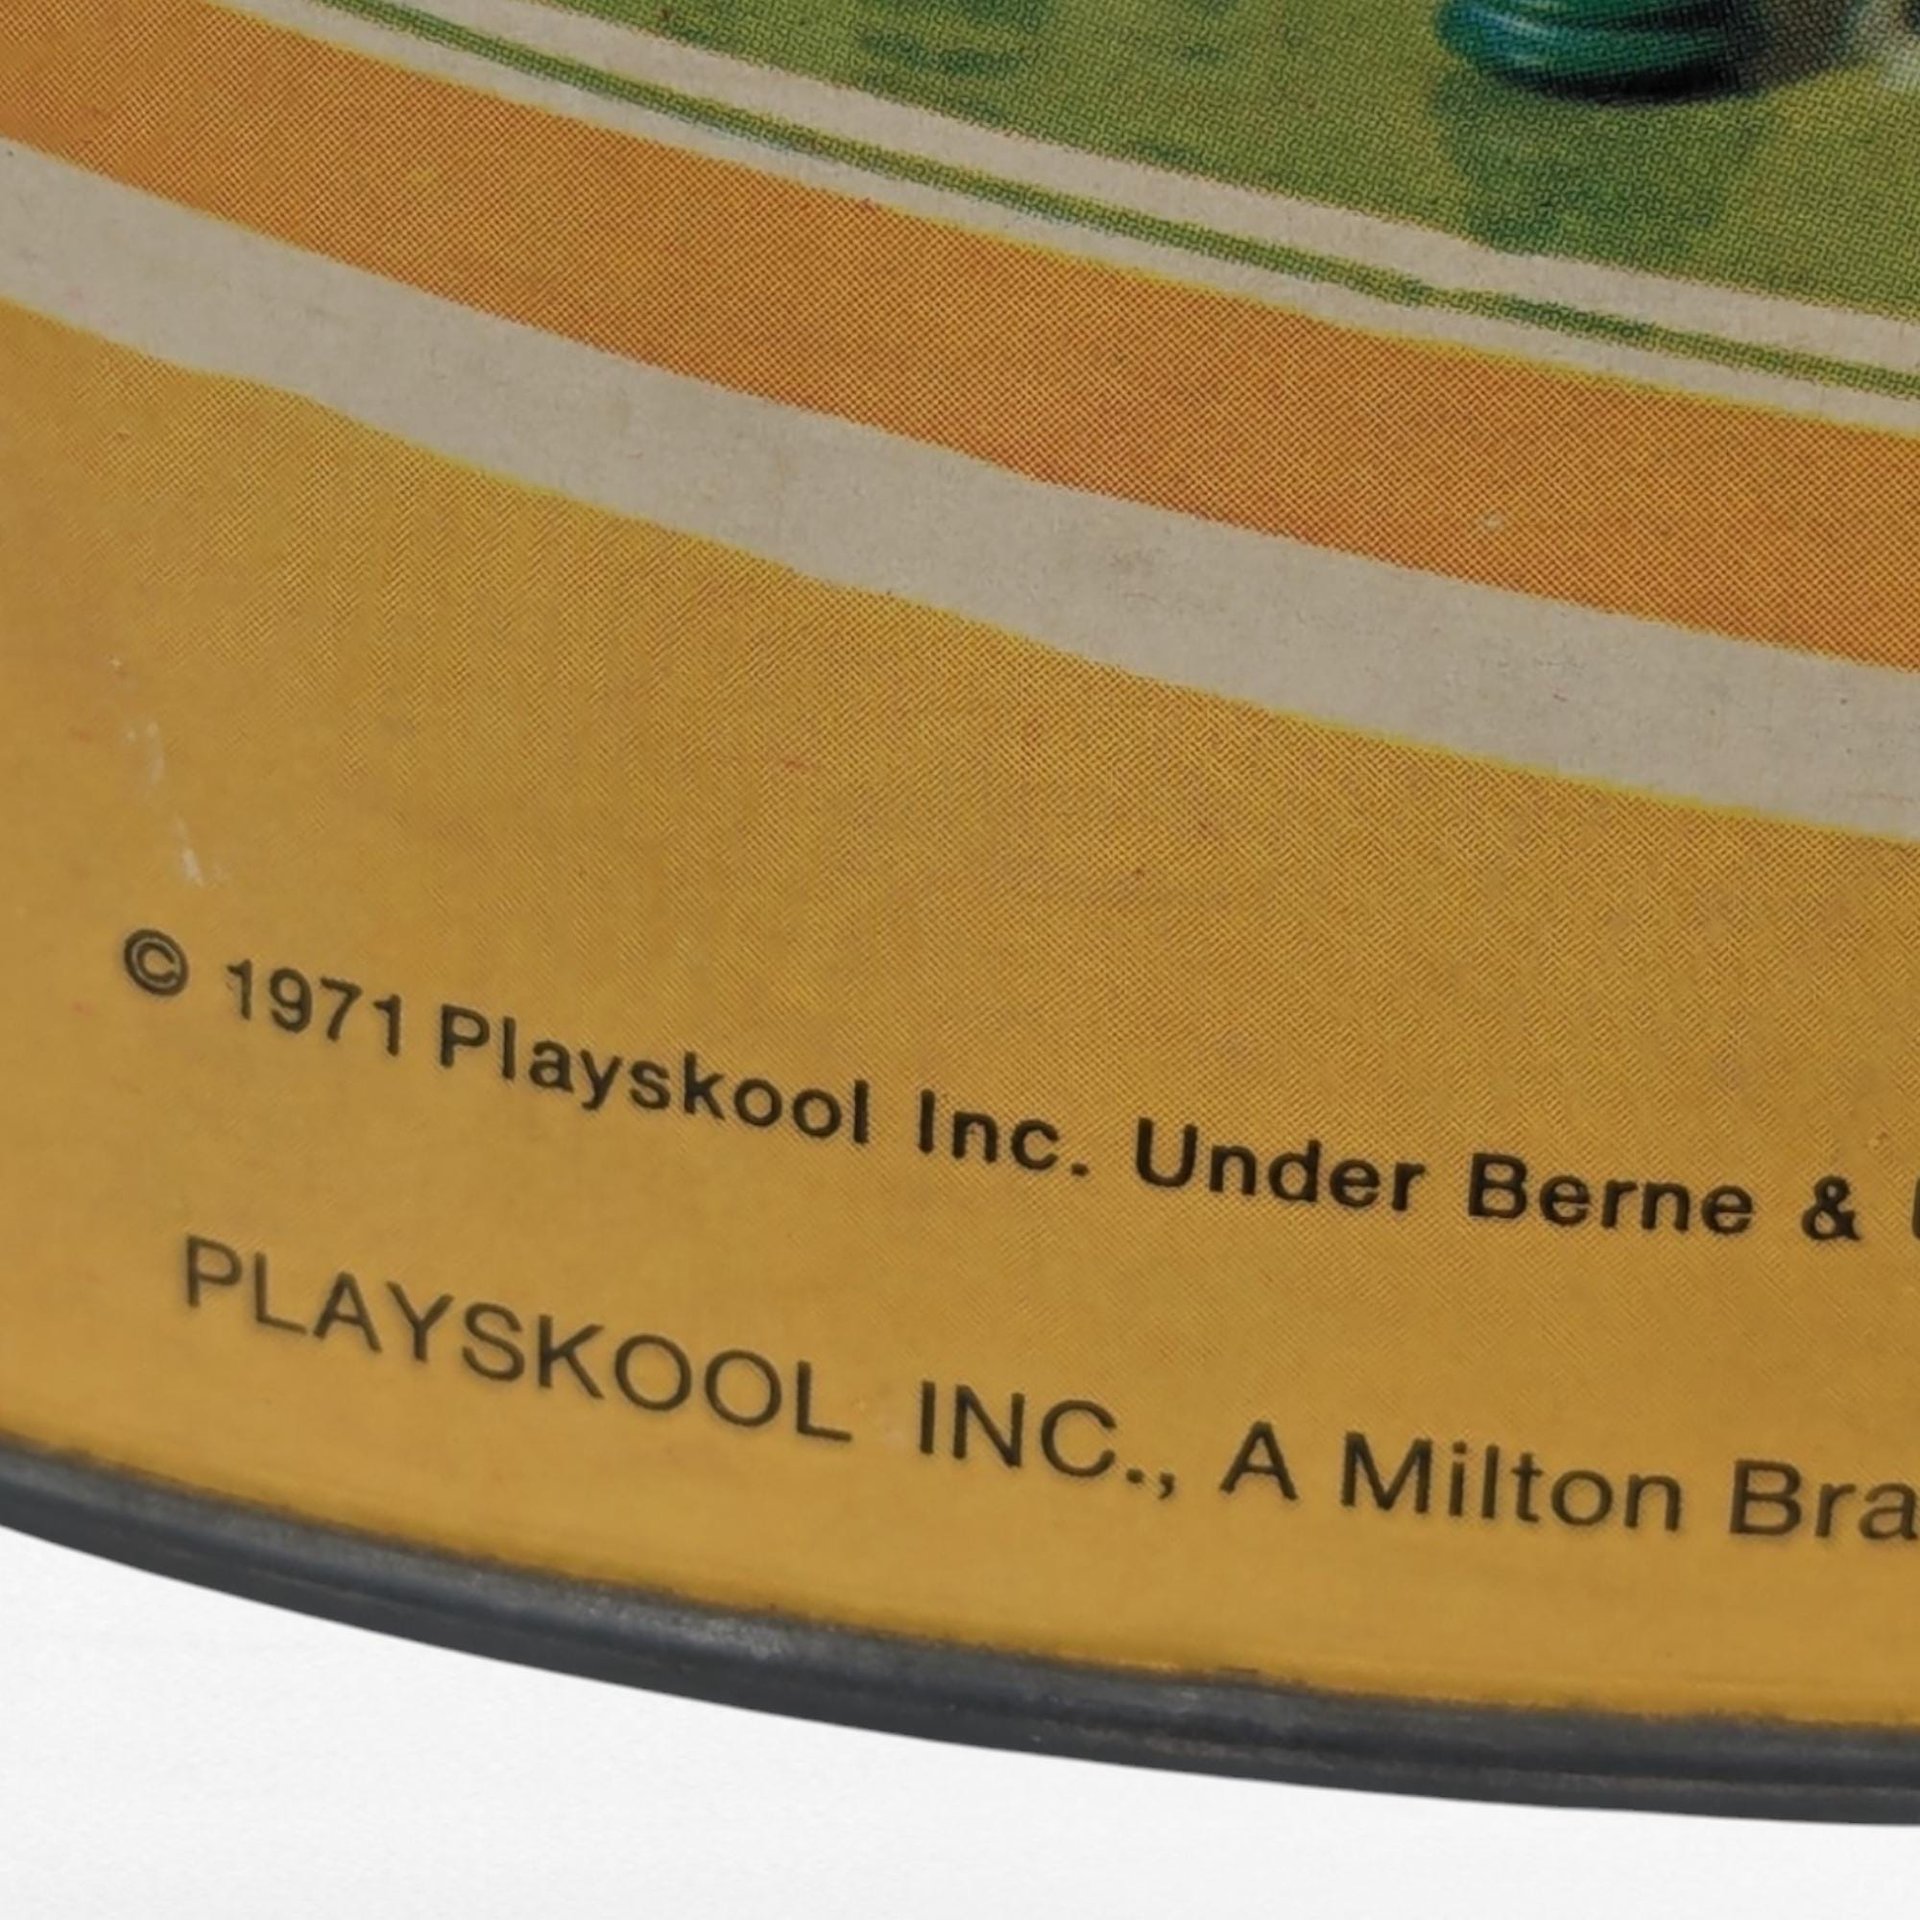 © 1971 Playskool Inc. Under Berne &
PLAYSKOOL INC., A Milton Bra